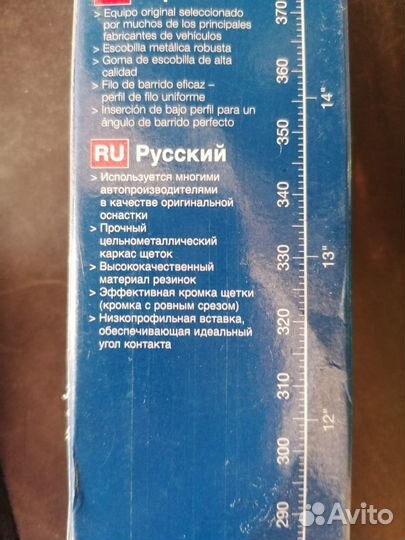 > Equipo original seleccionado
por muchos de los principales
fabricantes de vehículos
> Escobilla metálica robusta
> Goma de escobilla de alta
calidad
> Filo de barrido eficaz –
perfil de filo uniforme
> Inserción de bajo perfil para un
ángulo de barrido perfecto
RU Русский
> Используется многими
автопроизводителями
в качестве оригинальной
оснастки
> Прочный
цельнометаллический
каркас щеток
> Высококачественный
материал резинок
> Эффективная кромка щетки
(кромка с ровным срезом)
> Низкопрофильная вставка,
обеспечивающая идеальный
угол контакта
370
360
14"
350
340
330
13"
320
310
300
12"
290
Avito